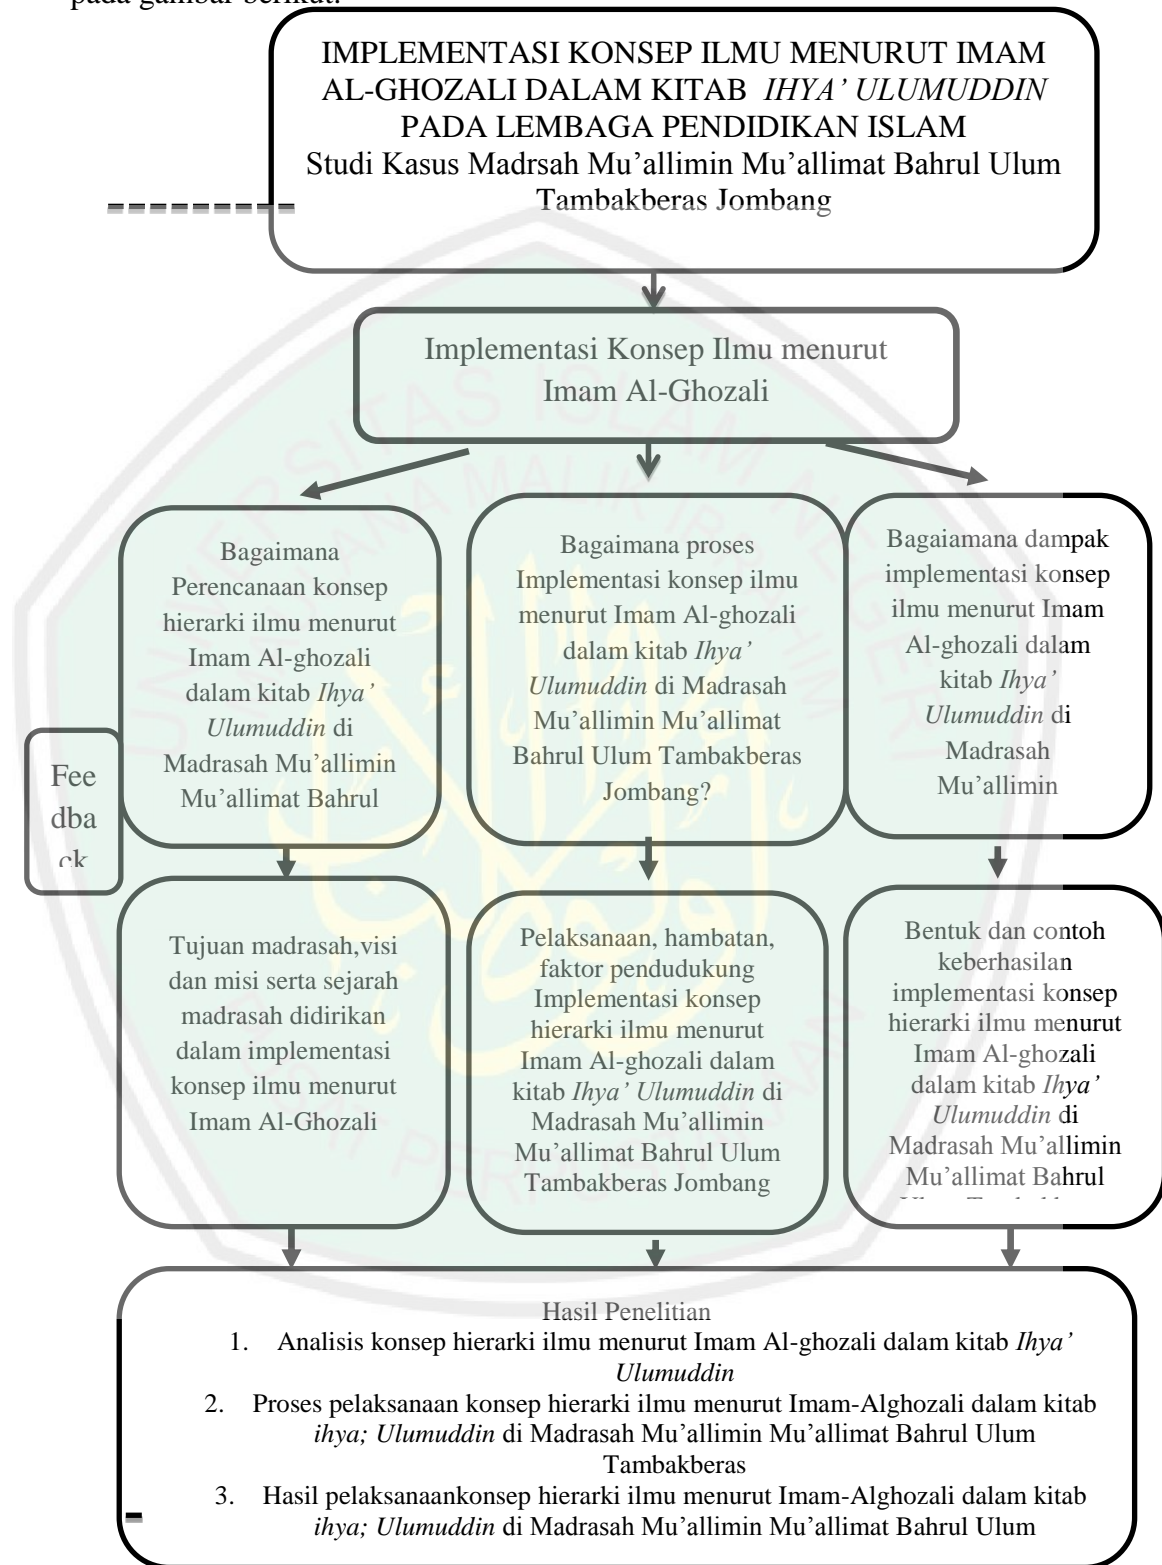 pada gambar berikut.
IMPLEMENTASI KONSEP ILMU MENURUT IMAM
AL-GHOZALI DALAM KITAB IHYA’ ULUMUDDIN
PADA LEMBAGA PENDIDIKAN ISLAM
Studi Kasus Madrsah Mu’allimin Mu’allimat Bahrul Ulum
Tambakberas Jombang
Implementasi Konsep Ilmu menurut
Imam Al-Ghozali
Bagaimana
Perencanaan konsep
hierarki ilmu menurut
Imam Al-ghozali
dalam kitab Ihya’
Ulumuddin di
Madrasah Mu’allimin
Mu’allimat Bahrul
Bagaimana proses
Implementasi konsep ilmu
menurut Imam Al-ghozali
dalam kitab Ihya’
Ulumuddin di Madrasah
Mu’allimin Mu’allimat
Bahrul Ulum Tambakberas
Jombang?
Bagaiamana dampak
implementasi konsep
ilmu menurut Imam
Al-ghozali dalam
kitab Ihya’
Ulumuddin di
Madrasah
Mu’allimin
Fee
dba
ck
Tujuan madrasah,visi
dan misi serta sejarah
madrasah didirikan
dalam implementasi
konsep ilmu menurut
Imam Al-Ghozali
Pelaksanaan, hambatan,
faktor pendudukung
Implementasi konsep
hierarki ilmu menurut
Imam Al-ghozali dalam
kitab Ihya’ Ulumuddin di
Madrasah Mu’allimin
Mu’allimat Bahrul Ulum
Tambakberas Jombang
Bentuk dan contoh
keberhasilan
implementasi konsep
hierarki ilmu menurut
Imam Al-ghozali
dalam kitab Ihya’
Ulumuddin di
Madrasah Mu’allimin
Mu’allimat Bahrul
Hasil Penelitian
1. Analisis konsep hierarki ilmu menurut Imam Al-ghozali dalam kitab Ihya’
Ulumuddin
2. Proses pelaksanaan konsep hierarki ilmu menurut Imam-Alghozali dalam kitab
ihya; Ulumuddin di Madrasah Mu’allimin Mu’allimat Bahrul Ulum
Tambakberas
3. Hasil pelaksanaankonsep hierarki ilmu menurut Imam-Alghozali dalam kitab
ihya; Ulumuddin di Madrasah Mu’allimin Mu’allimat Bahrul Ulum
UNIVERSITAS ISLAM NEGERI
MAULANA MALIK IBRAHIM
PUSAT PERPUSTAKAAN